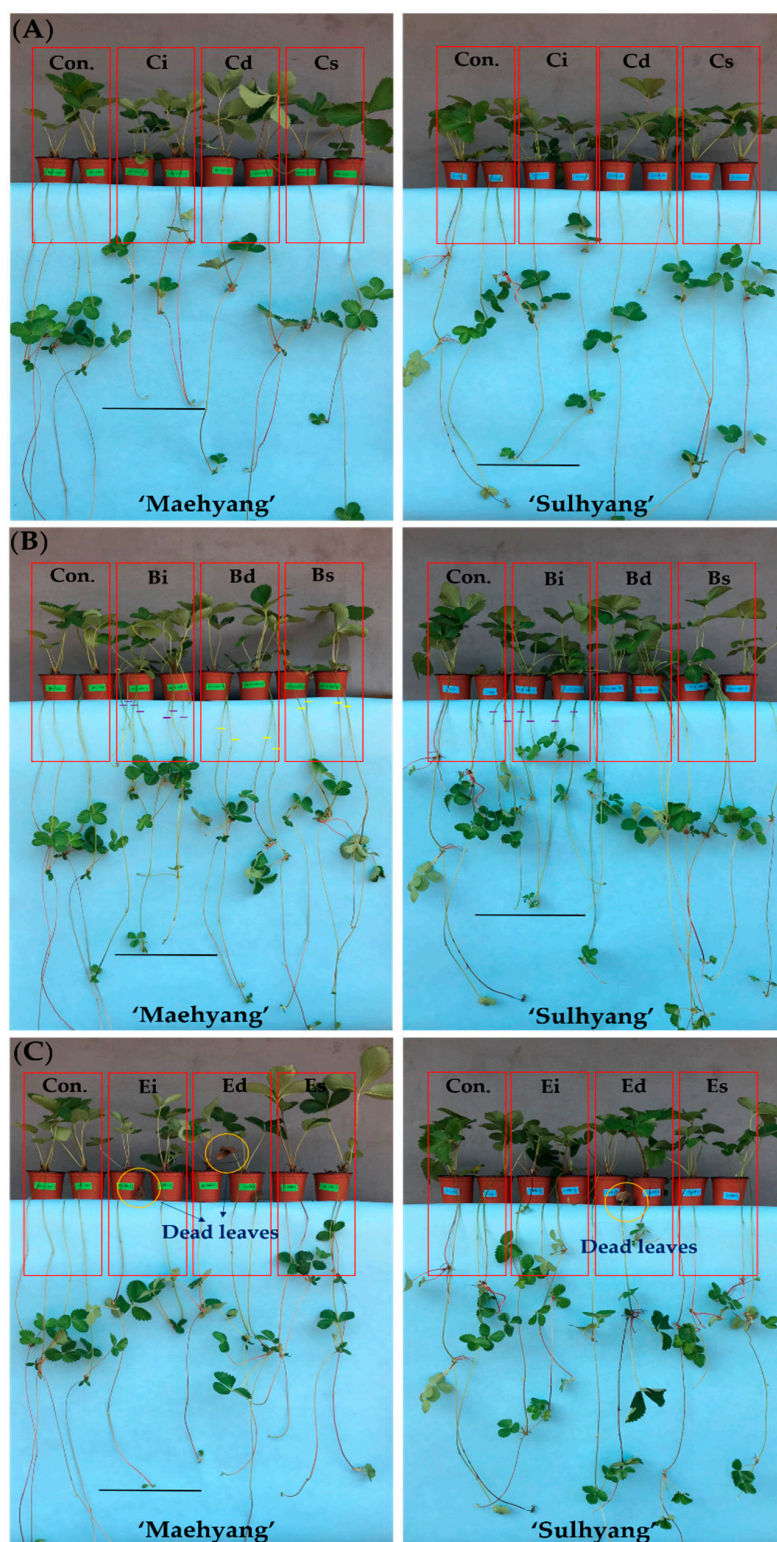 (A)
Con. Ci Cd Cs
Con. Ci Cd Cs
'Maehyang'
'Sulhyang'
(B)
Con. Bi Bd Bs
Con. Bi Bd Bs
'Maehyang'
'Sulhyang'
(C)
Con. Ei Ed Es
Con. Ei Ed Es
Dead leaves
Dead leaves
'Maehyang'
'Sulhyang'